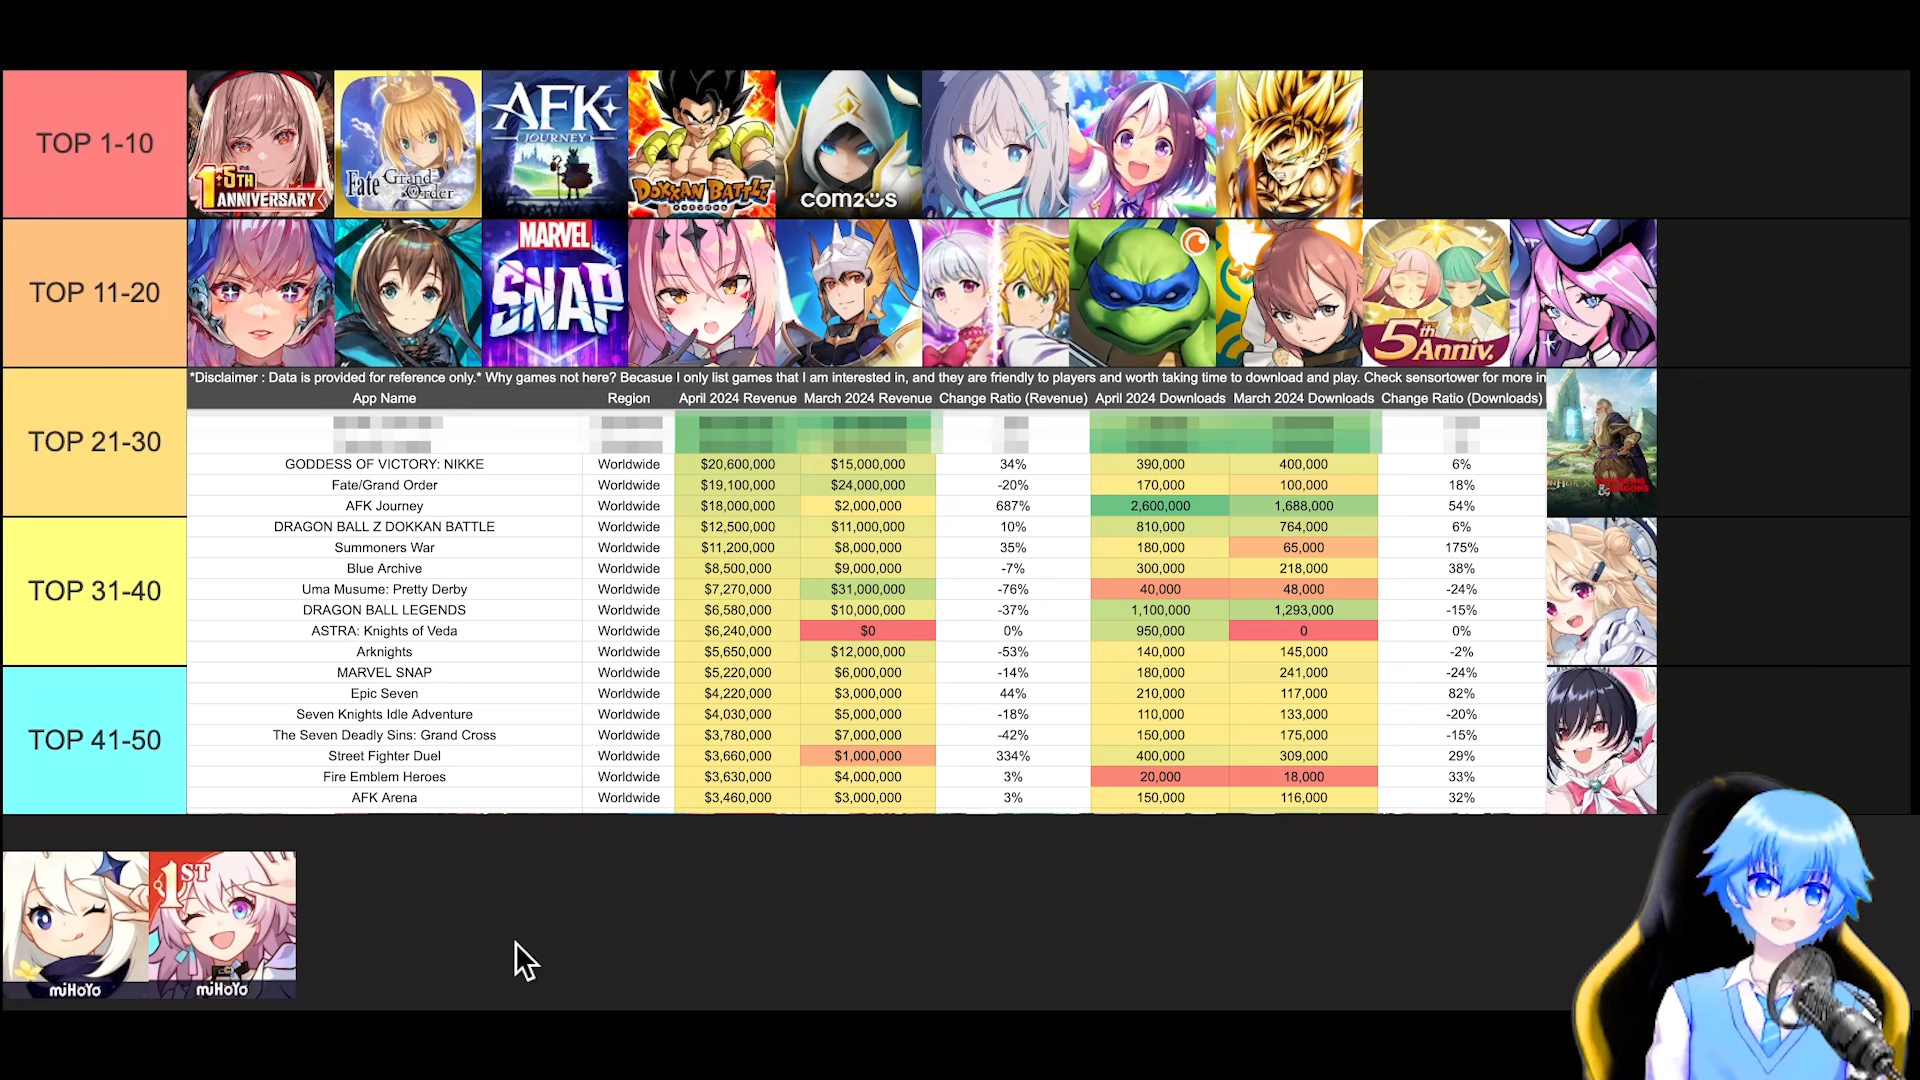 TOP 1-10
1.5TH
ANNIVERSARY
Fate
Grand
Order
AFK
JOURNEY
DOKKAN BATTLE
com2us
TOP 11-20
MARVEL
SNAP
5th
Anniv.
*Disclaimer : Data is provided for reference only.* Why games not here? Becasue I only list games that I am interested in, and they are friendly to players and worth taking time to download and play. Check sensortower for more in
App Name Region April 2024 Revenue March 2024 Revenue Change Ratio (Revenue) April 2024 Downloads March 2024 Downloads Change Ratio (Downloads)
TOP 21-30
GODDESS OF VICTORY: NIKKE Worldwide $20,600,000 $15,000,000 34% 390,000 400,000 6%
Fate/Grand Order Worldwide $19,100,000 $24,000,000 -20% 170,000 100,000 18%
AFK Journey Worldwide $18,000,000 $2,000,000 687% 2,600,000 1,688,000 54%
DRAGON BALL Z DOKKAN BATTLE Worldwide $12,500,000 $11,000,000 10% 810,000 764,000 6%
Summoners War Worldwide $11,200,000 $8,000,000 35% 180,000 65,000 175%
Blue Archive Worldwide $8,500,000 $9,000,000 -7% 300,000 218,000 38%
TOP 31-40
Uma Musume: Pretty Derby Worldwide $7,270,000 $31,000,000 -76% 40,000 48,000 -24%
DRAGON BALL LEGENDS Worldwide $6,580,000 $10,000,000 -37% 1,100,000 1,293,000 -15%
ASTRA: Knights of Veda Worldwide $6,240,000 $0 0% 950,000 0 0%
Arknights Worldwide $5,650,000 $12,000,000 -53% 140,000 145,000 -2%
MARVEL SNAP Worldwide $5,220,000 $6,000,000 -14% 180,000 241,000 -24%
Epic Seven Worldwide $4,220,000 $3,000,000 44% 210,000 117,000 82%
Seven Knights Idle Adventure Worldwide $4,030,000 $5,000,000 -18% 110,000 133,000 -20%
TOP 41-50
The Seven Deadly Sins: Grand Cross Worldwide $3,780,000 $7,000,000 -42% 150,000 175,000 -15%
Street Fighter Duel Worldwide $3,660,000 $1,000,000 334% 400,000 309,000 29%
Fire Emblem Heroes Worldwide $3,630,000 $4,000,000 3% 20,000 18,000 33%
AFK Arena Worldwide $3,460,000 $3,000,000 3% 150,000 116,000 32%
1ST
miHoYo
miHoYo